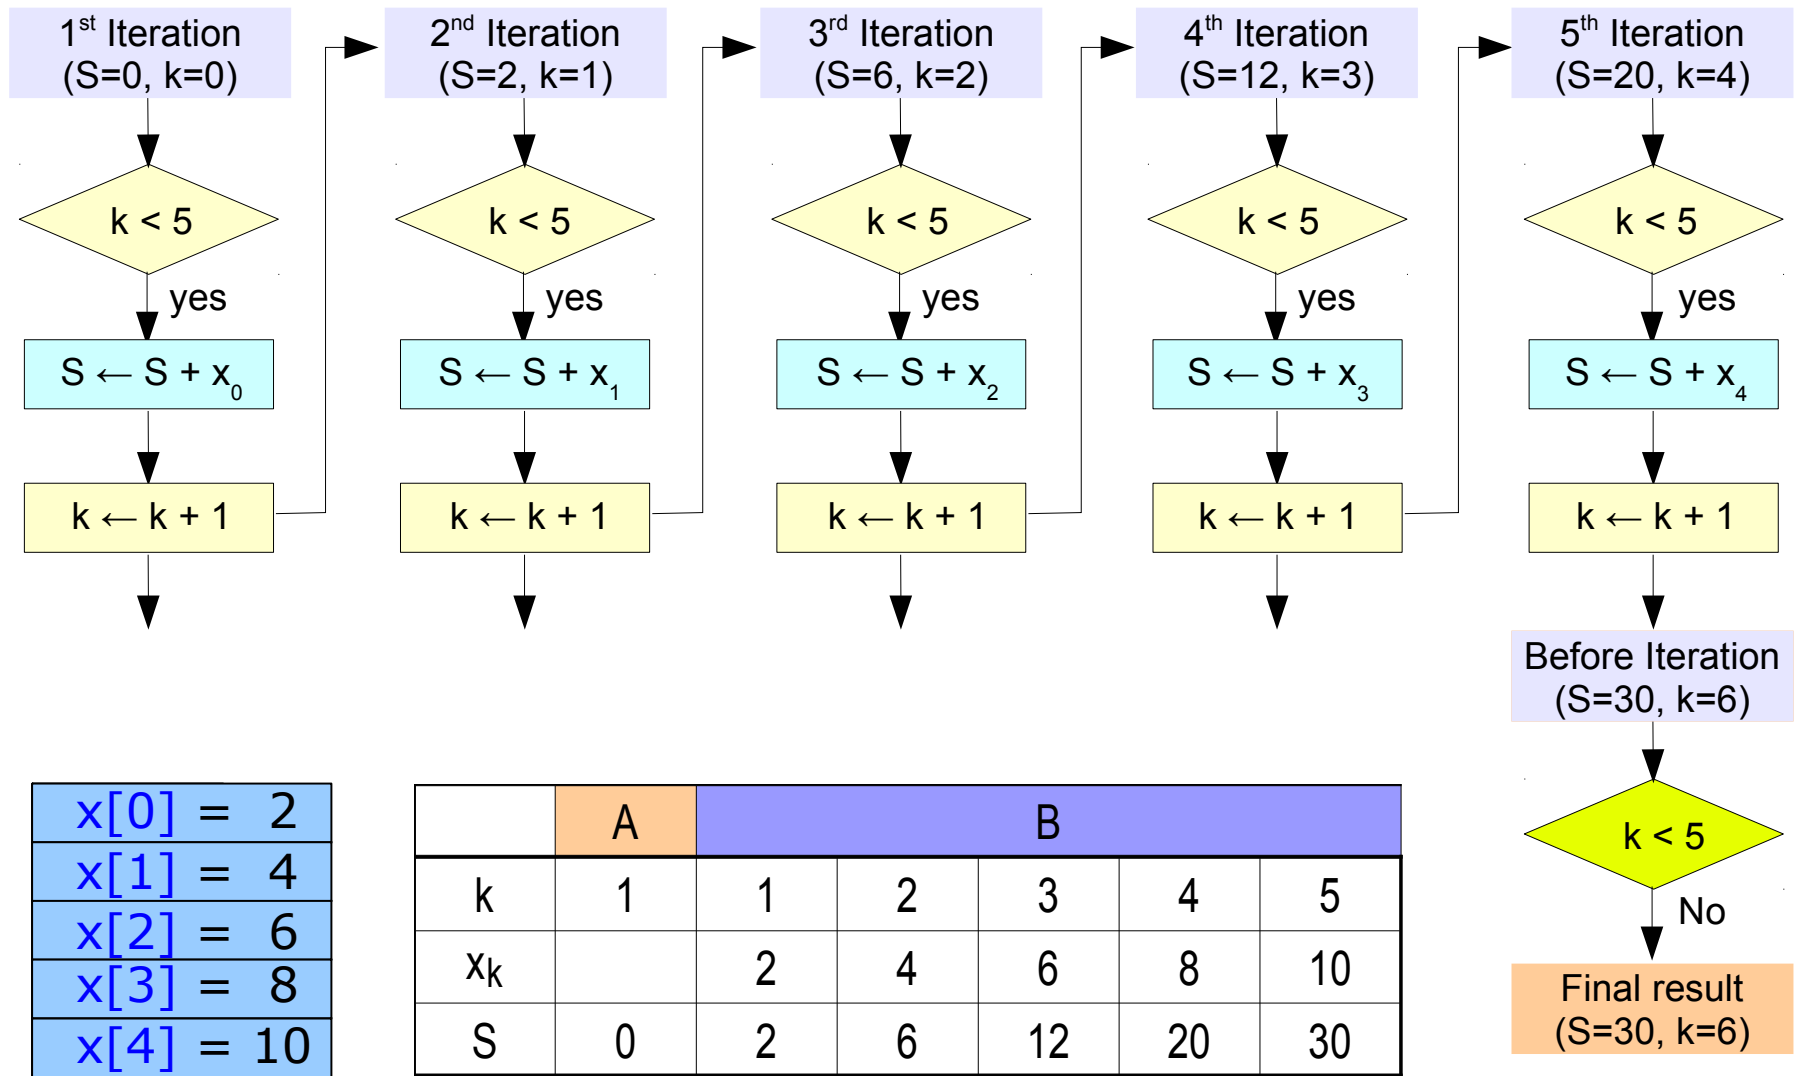 1st Iteration
(S=0, k=0)
k < 5
yes
S ← S + x0
k ← k + 1
2nd Iteration
(S=2, k=1)
k < 5
yes
S ← S + x1
k ← k + 1
3rd Iteration
(S=6, k=2)
k < 5
yes
S ← S + x2
k ← k + 1
4th Iteration
(S=12, k=3)
k < 5
yes
S ← S + x3
k ← k + 1
5th Iteration
(S=20, k=4)
k < 5
yes
S ← S + x4
k ← k + 1
Before Iteration
(S=30, k=6)
k < 5
No
Final result
(S=30, k=6)
x[0] = 2
x[1] = 4
x[2] = 6
x[3] = 8
x[4] = 10
A B
k 1 1 2 3 4 5
xk 2 4 6 8 10
S 0 2 6 12 20 30